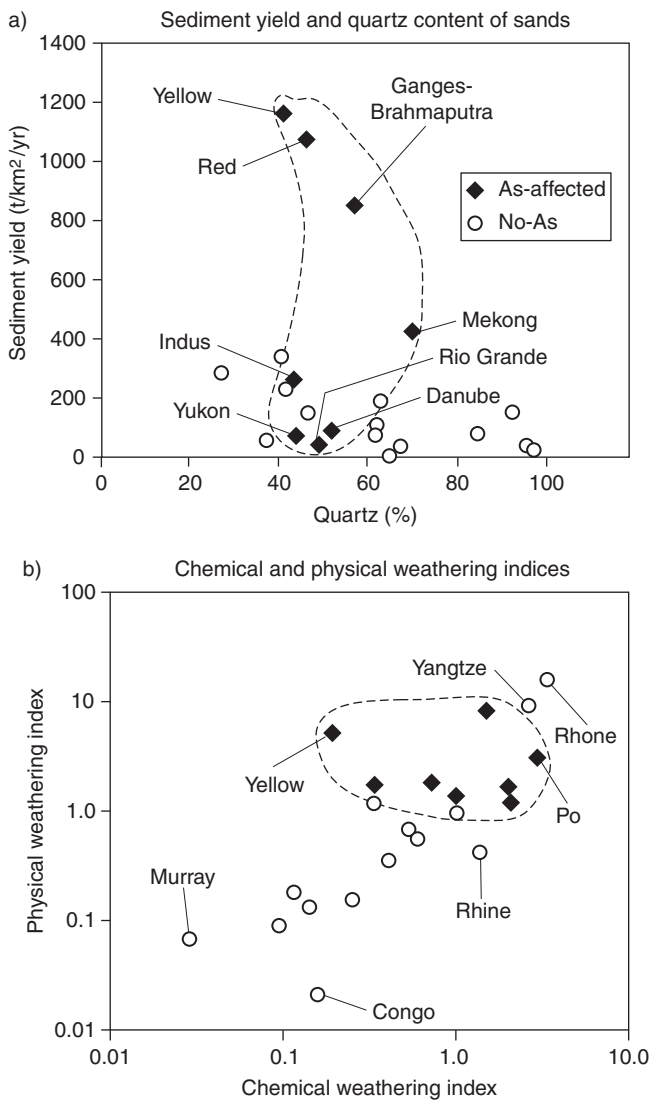 a)
Sediment yield and quartz content of sands
1400
1200
1000
800
600
400
200
0
Sediment yield (t/km²/yr)
Yellow
Red
Ganges-
Brahmaputra
As-affected
No-As
Mekong
Indus
Rio Grande
Danube
Yukon
0
20
40
60
80
100
Quartz (%)
b)
Chemical and physical weathering indices
100
10
1.0
0.1
0.01
Physical weathering index
Yangtze
Rhone
Yellow
Po
Murray
Rhine
Congo
0.01
0.1
1.0
10.0
Chemical weathering index